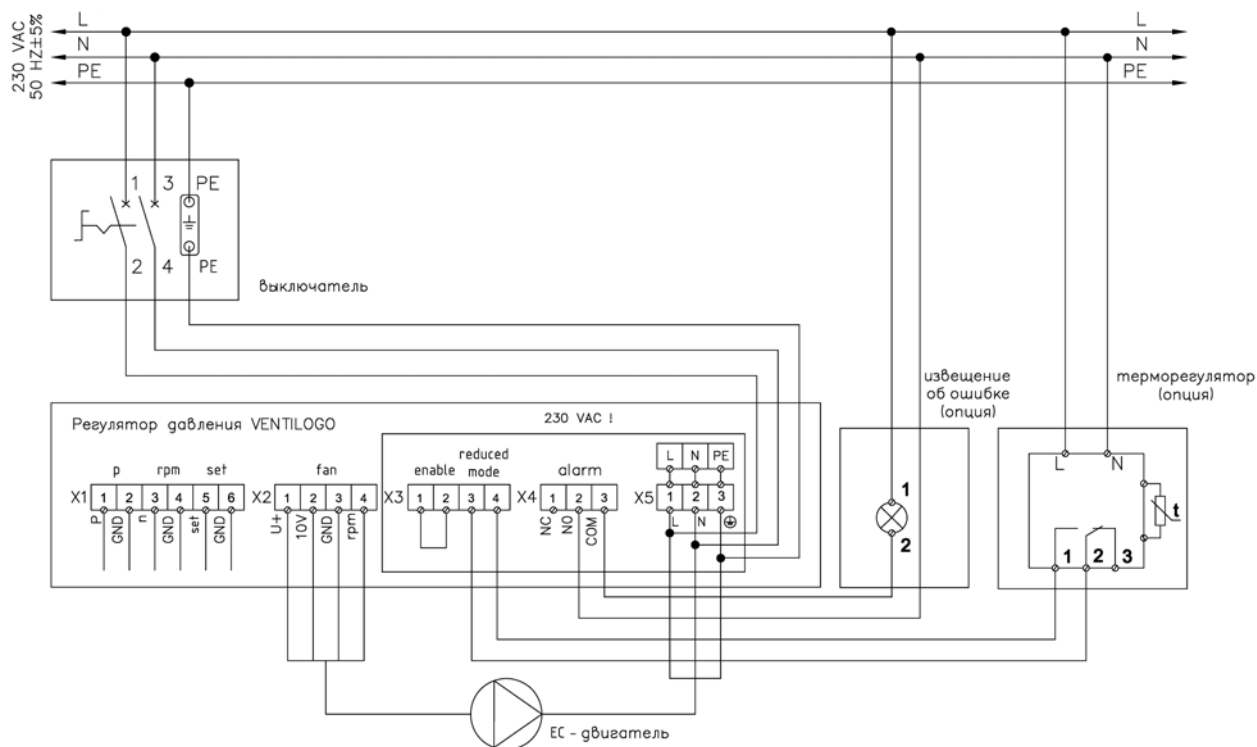 230 VAC
50 HZ±5%
L
N
PE
L
N
PE
1 3 PE
2 4 PE
выключатель
извещение
об ошибке
(опция)
терморегулятор
(опция)
Регулятор давления VENTILOGO
230 VAC !
p rpm set
fan
enable
reduced
mode
alarm
L N PE
X1 1 2 3 4 5 6
X2 1 2 3 4
X3 1 2 3 4
X4 1 2 3
X5 1 2 3
P GND n GND set GND
U+ 10V GND rpm
NC NO COM
L N
1
2
L N
t
1 2 3
EC - двигатель